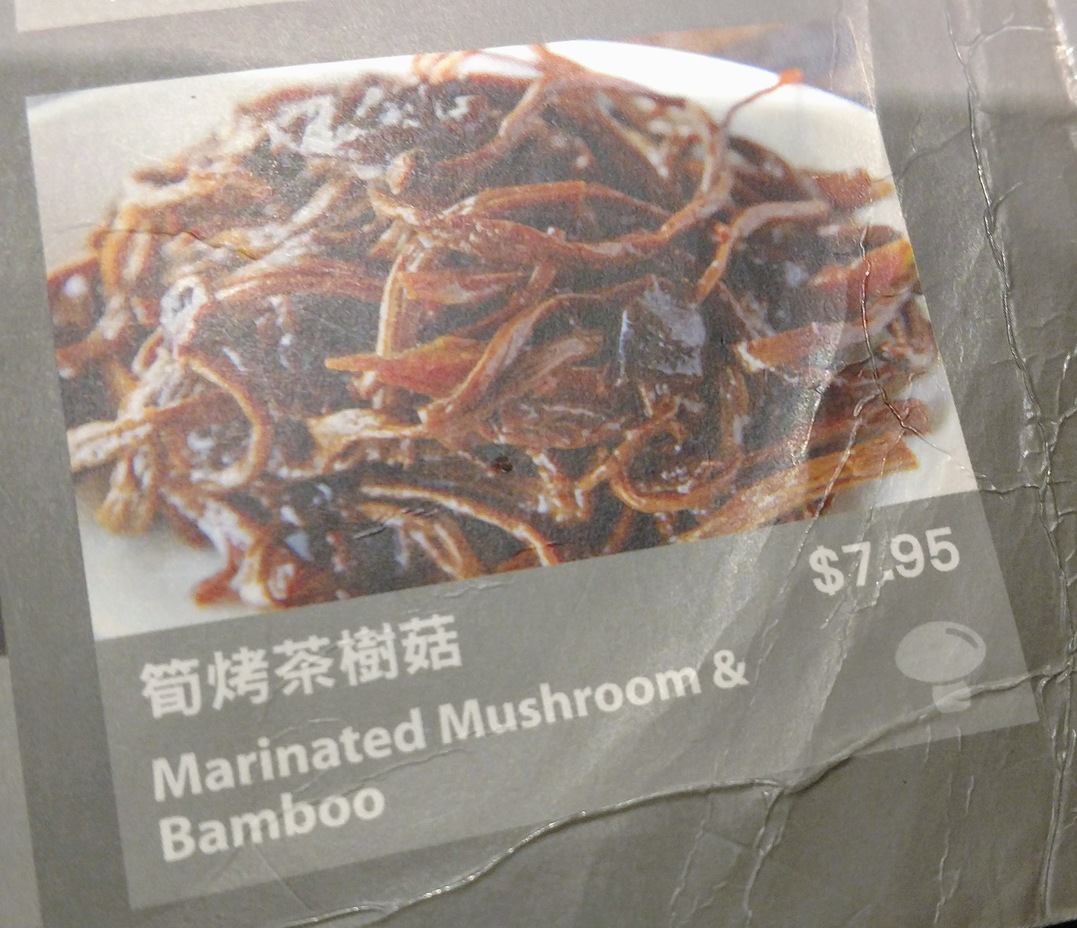 $7.95
筍烤茶樹菇
Marinated Mushroom &
Bamboo